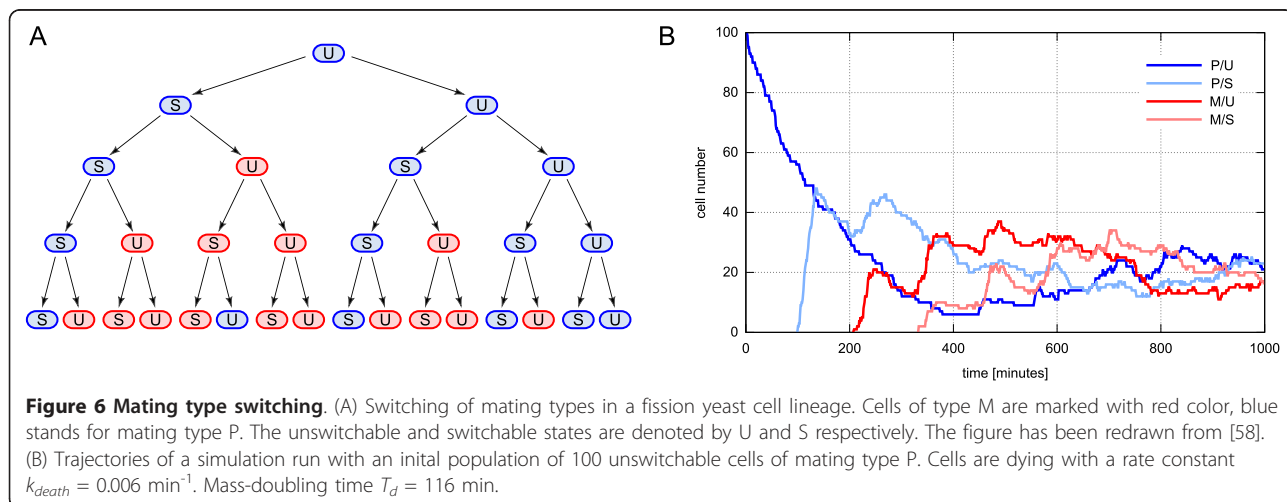 A
U
S U
S U S U
S U S U S U S U
S U S U S U S U S U S U S U S U
B
100
80
60
40
20
0
cell number
P/U
P/S
M/U
M/S
0 200 400 600 800 1000
time [minutes]
Figure 6 Mating type switching. (A) Switching of mating types in a fission yeast cell lineage. Cells of type M are marked with red color, blue
stands for mating type P. The unswitchable and switchable states are denoted by U and S respectively. The figure has been redrawn from [58].
(B) Trajectories of a simulation run with an inital population of 100 unswitchable cells of mating type P. Cells are dying with a rate constant
k_death = 0.006 min⁻¹. Mass-doubling time T_d = 116 min.